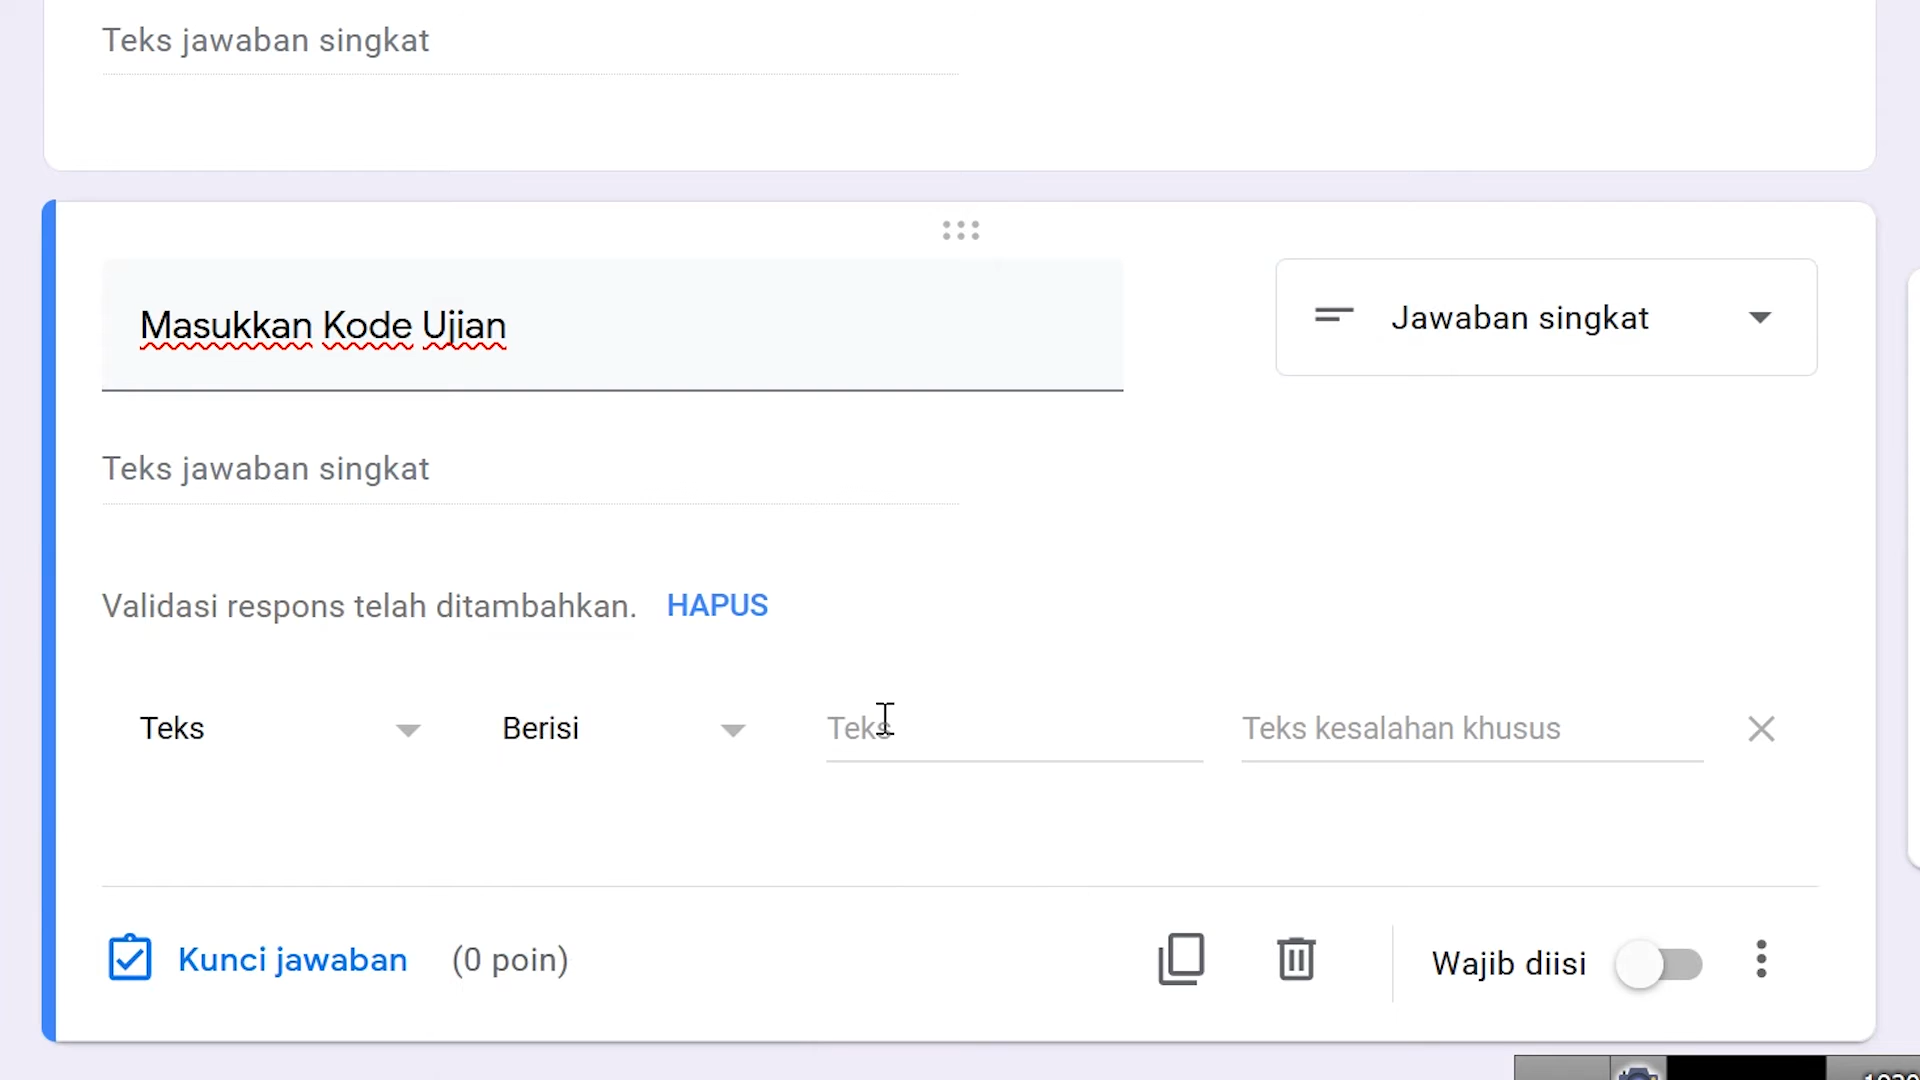 Teks jawaban singkat
Masukkan Kode Ujian
Jawaban singkat
Teks jawaban singkat
Validasi respons telah ditambahkan. HAPUS
Teks Berisi Teks Teks kesalahan khusus
Kunci jawaban (0 poin) Wajib diisi